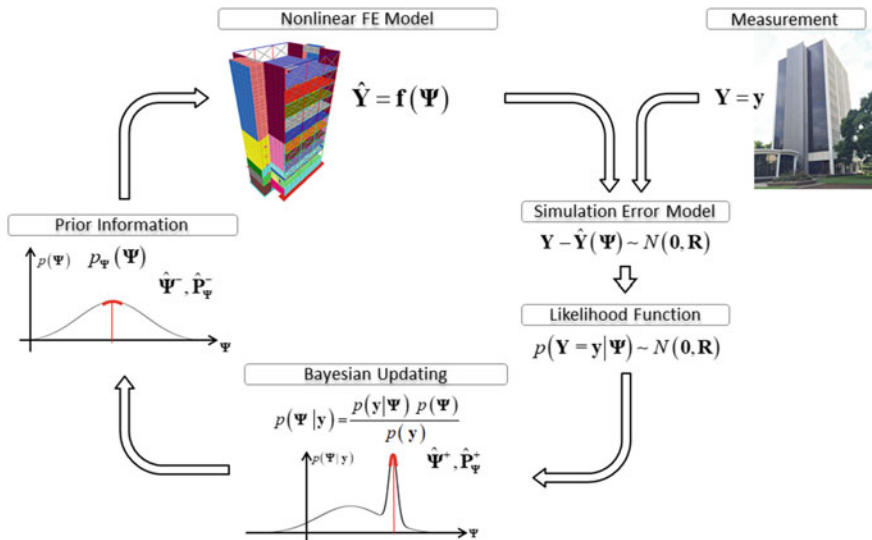 Nonlinear FE Model
Ŷ = f(Ψ)
Measurement
Y = y
Simulation Error Model
Y − Ŷ(Ψ) ~ N(0, R)
Likelihood Function
p(Y = y|Ψ) ~ N(0, R)
Prior Information
p(Ψ)
p_Ψ(Ψ)
Ψ̂⁻, P̂_Ψ⁻
Ψ
Bayesian Updating
p(Ψ|y) = p(y|Ψ) p(Ψ) / p(y)
p(Ψ|y)
Ψ̂⁺, P̂_Ψ⁺
Ψ